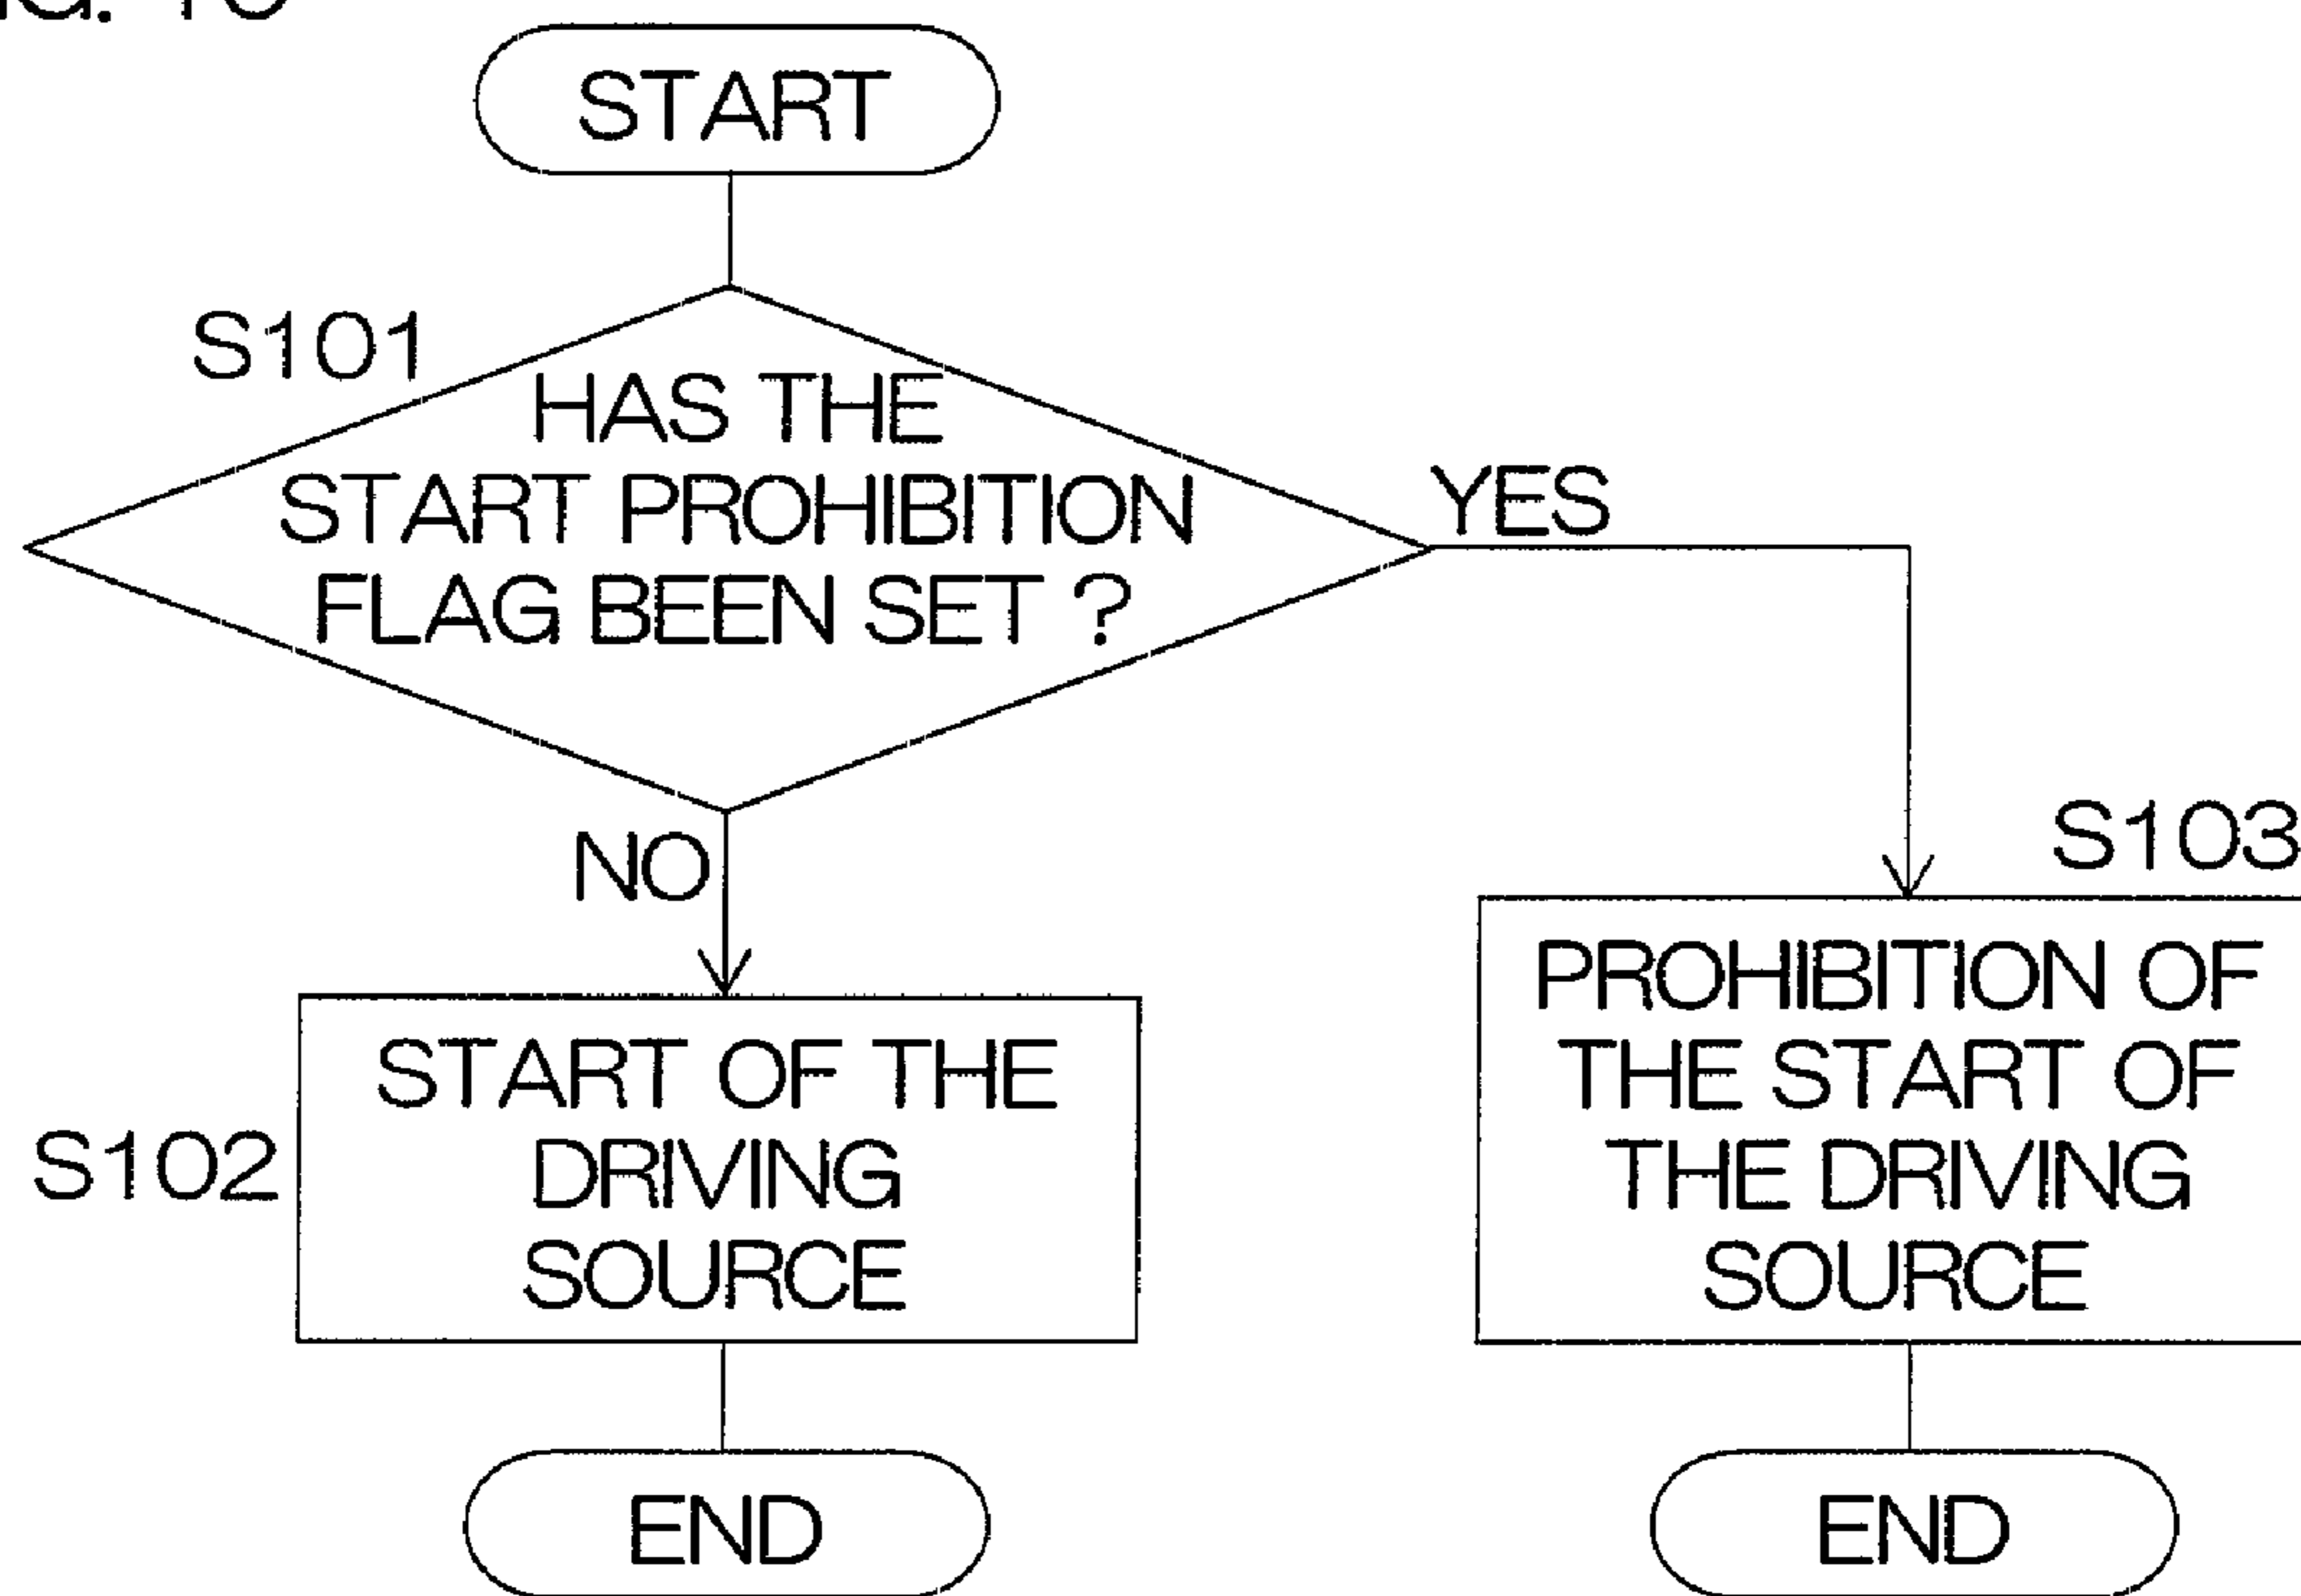 START
S101
HAS THE
START PROHIBITION
FLAG BEEN SET ?
YES
NO
S103
START OF THE
DRIVING
SOURCE
S102
PROHIBITION OF
THE START OF
THE DRIVING
SOURCE
END
END